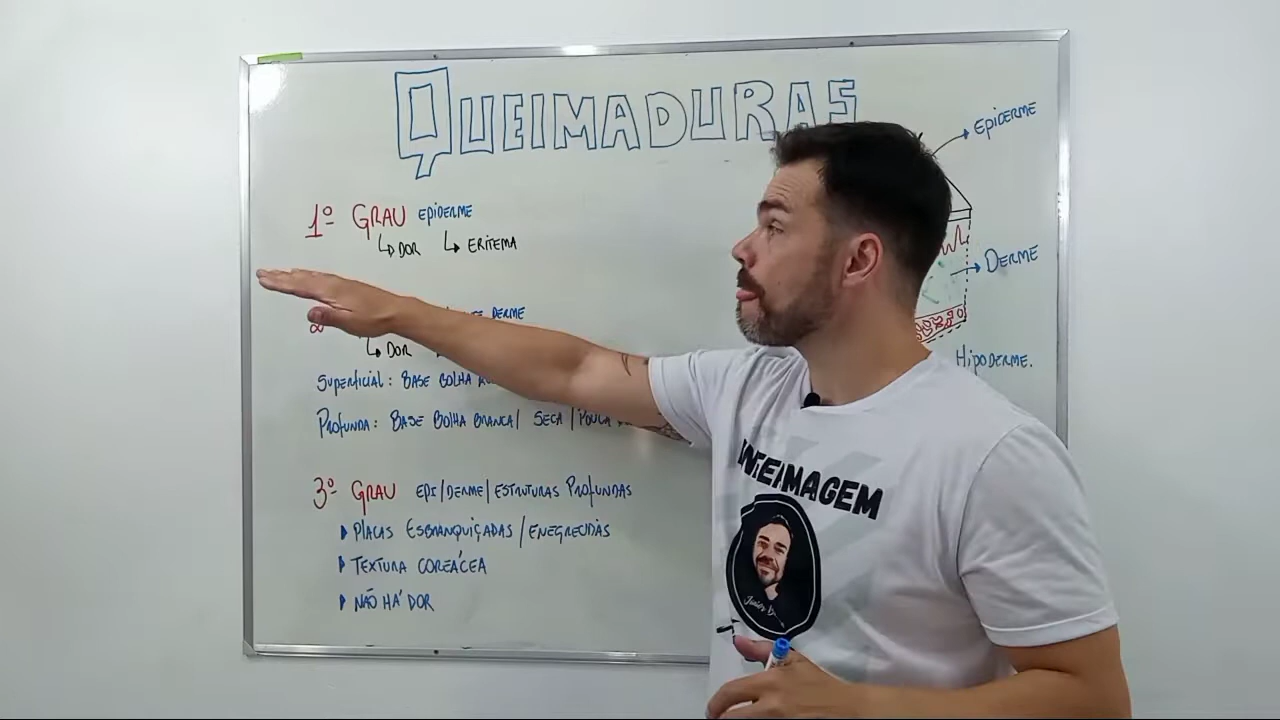 QUEIMADURAS
EPIDERME
1º GRAU EPIDERME
DOR ERITEMA
DERME
DERME
DOR
HIPODERME.
SUPERFICIAL: BASE BOLHA
PROFUNDA: BASE BOLHA BRANCA/ SECA / POUCA
3º GRAU EPI/DERME/ESTRUTURAS PROFUNDAS
PLACAS ESBRANQUIÇADAS / ENEGRECIDAS
TEXTURA COREÁCEA
NÃO HÁ DOR